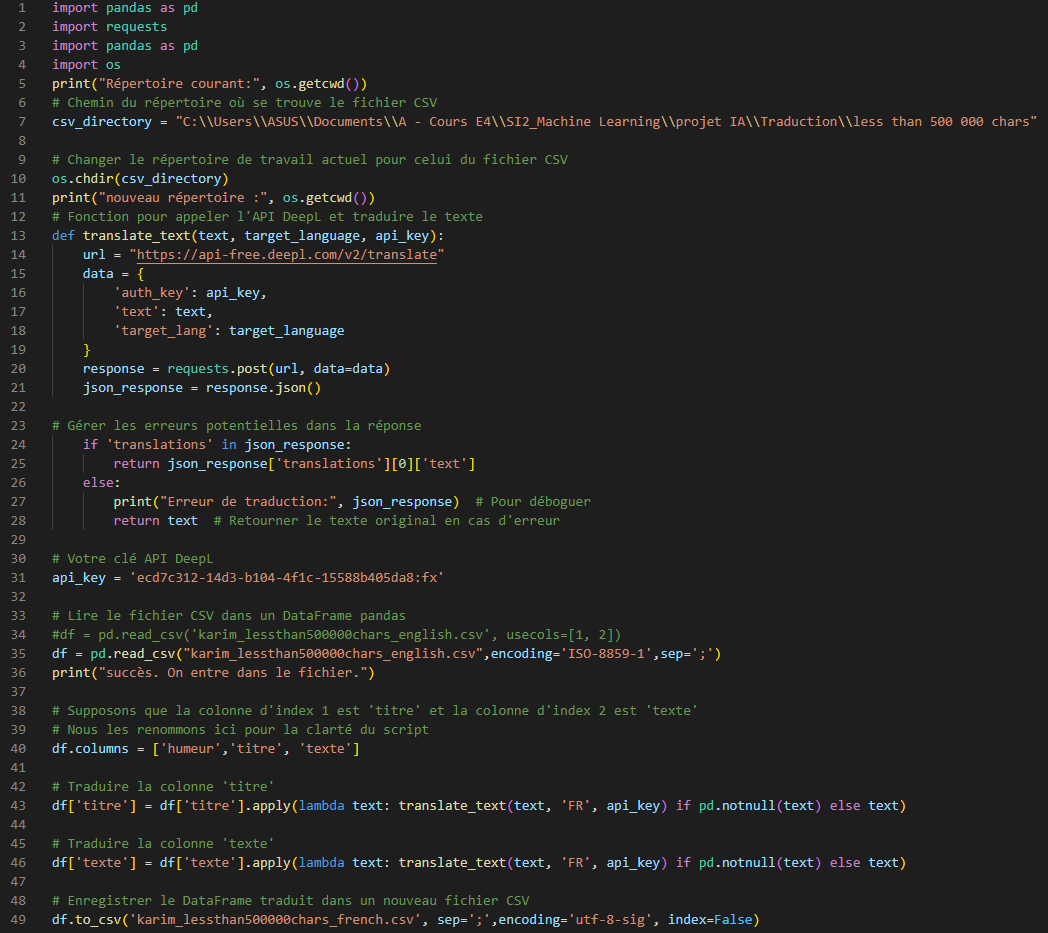 1 import pandas as pd
2 import requests
3 import pandas as pd
4 import os
5 print("Répertoire courant:", os.getcwd())
6 # Chemin du répertoire où se trouve le fichier CSV
7 csv_directory = "C:\\Users\\ASUS\\Documents\\A - Cours E4\\SI2_Machine Learning\\projet IA\\Traduction\\less than 500 000 chars"
8
9 # Changer le répertoire de travail actuel pour celui du fichier CSV
10 os.chdir(csv_directory)
11 print("nouveau répertoire :", os.getcwd())
12 # Fonction pour appeler l'API DeepL et traduire le texte
13 def translate_text(text, target_language, api_key):
14     url = "https://api-free.deepl.com/v2/translate"
15     data = {
16         'auth_key': api_key,
17         'text': text,
18         'target_lang': target_language
19     }
20     response = requests.post(url, data=data)
21     json_response = response.json()
22
23 # Gérer les erreurs potentielles dans la réponse
24     if 'translations' in json_response:
25         return json_response['translations'][0]['text']
26     else:
27         print("Erreur de traduction:", json_response)  # Pour déboguer
28         return text  # Retourner le texte original en cas d'erreur
29
30 # Votre clé API DeepL
31 api_key = 'ecd7c312-14d3-b104-4f1c-15588b405da8:fx'
32
33 # Lire le fichier CSV dans un DataFrame pandas
34 #df = pd.read_csv('karim_lessthan500000chars_english.csv', usecols=[1, 2])
35 df = pd.read_csv("karim_lessthan500000chars_english.csv",encoding='ISO-8859-1',sep=';')
36 print("succès. On entre dans le fichier.")
37
38 # Supposons que la colonne d'index 1 est 'titre' et la colonne d'index 2 est 'texte'
39 # Nous les renommons ici pour la clarté du script
40 df.columns = ['humeur','titre', 'texte']
41
42 # Traduire la colonne 'titre'
43 df['titre'] = df['titre'].apply(lambda text: translate_text(text, 'FR', api_key) if pd.notnull(text) else text)
44
45 # Traduire la colonne 'texte'
46 df['texte'] = df['texte'].apply(lambda text: translate_text(text, 'FR', api_key) if pd.notnull(text) else text)
47
48 # Enregistrer le DataFrame traduit dans un nouveau fichier CSV
49 df.to_csv('karim_lessthan500000chars_french.csv', sep=';',encoding='utf-8-sig', index=False)